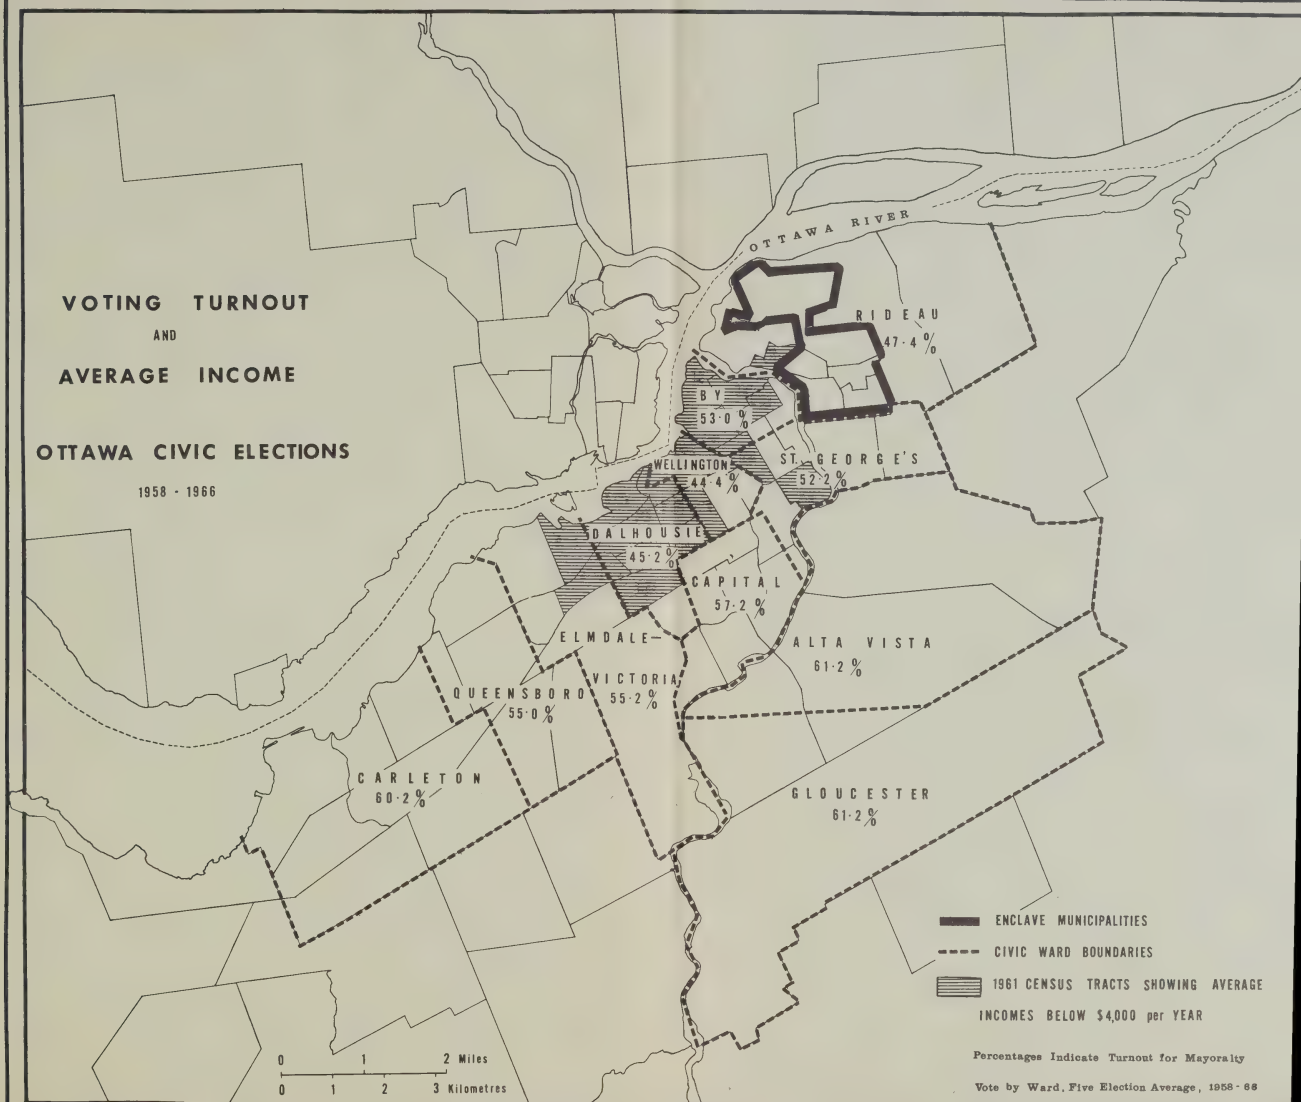 VOTING TURNOUT
AND
AVERAGE INCOME
OTTAWA CIVIC ELECTIONS
1958 - 1966
OTTAWA RIVER
RIDEAU
47·4%
BY
53·0%
WELLINGTON
44·4%
ST. GEORGE'S
52·2%
DALHOUSIE
45·2%
CAPITAL
57·2%
ELMDALE
ALTA VISTA
61·2%
VICTORIA
55·2%
QUEENSBORO
55·0%
CARLETON
60·2%
GLOUCESTER
61·2%
ENCLAVE MUNICIPALITIES
CIVIC WARD BOUNDARIES
1961 CENSUS TRACTS SHOWING AVERAGE
INCOMES BELOW $4,000 per YEAR
0 1 2 Miles
0 1 2 3 Kilometres
Percentages Indicate Turnout for Mayoralty
Vote by Ward, Five Election Average, 1958-66